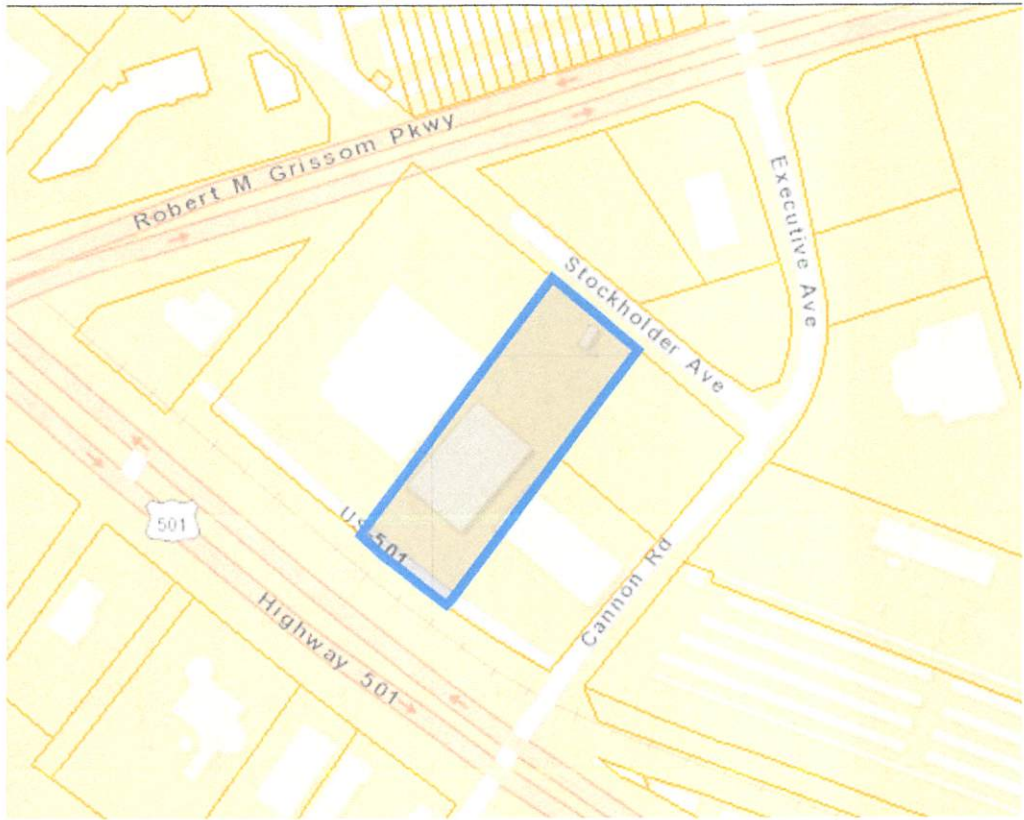 Robert M Grissom Pkwy
Executive Ave
Stockholder Ave
US 501
501
Cannon Rd
Highway 501